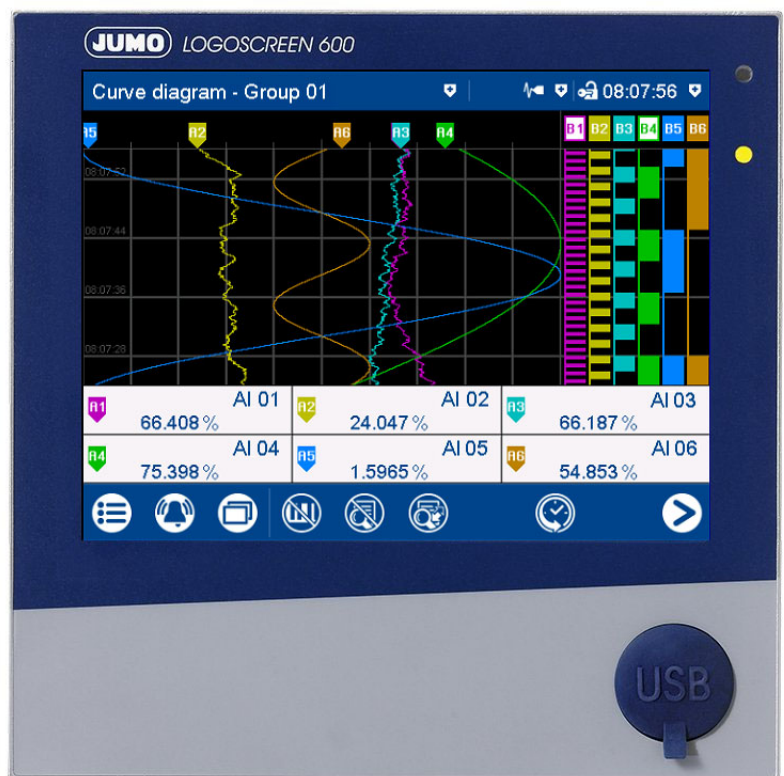 JUMO LOGOSCREEN 600
Curve diagram - Group 01 08:07:56
A5 A2 A6 A3 A4 B1 B2 B3 B4 B5 B6
08:07:44
08:07:36
08:07:28
A1 AI 01 66.408 %
A2 AI 02 24.047 %
A3 AI 03 66.187 %
A4 AI 04 75.398 %
A5 AI 05 1.5965 %
A6 AI 06 54.853 %
USB